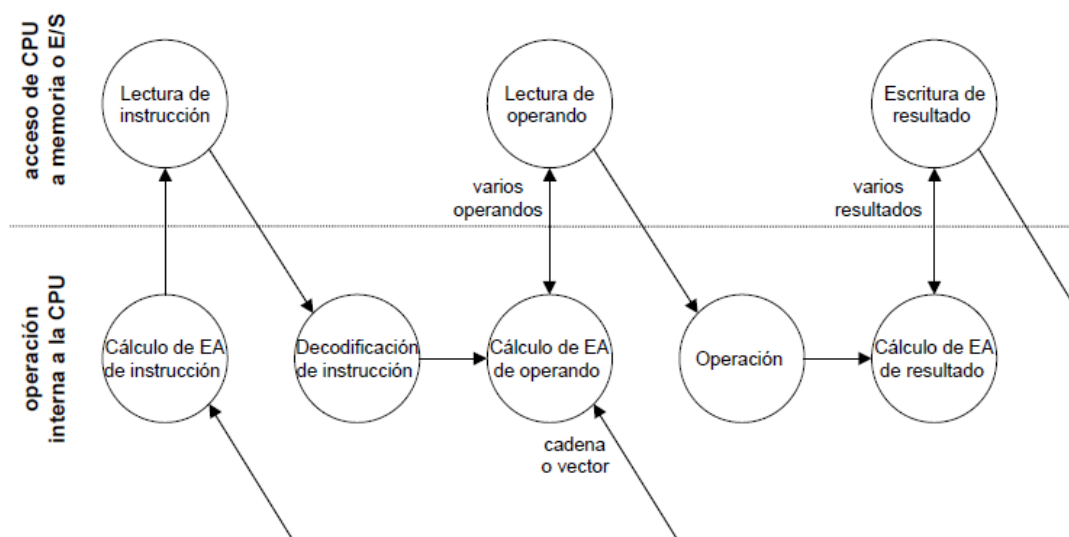 acceso de CPU
a memoria o E/S
Lectura de
instrucción
Lectura de
operando
Escritura de
resultado
varios
operandos
varios
resultados
operación
interna a la CPU
Cálculo de EA
de instrucción
Decodificación
de instrucción
Cálculo de EA
de operando
Operación
Cálculo de EA
de resultado
cadena
o vector